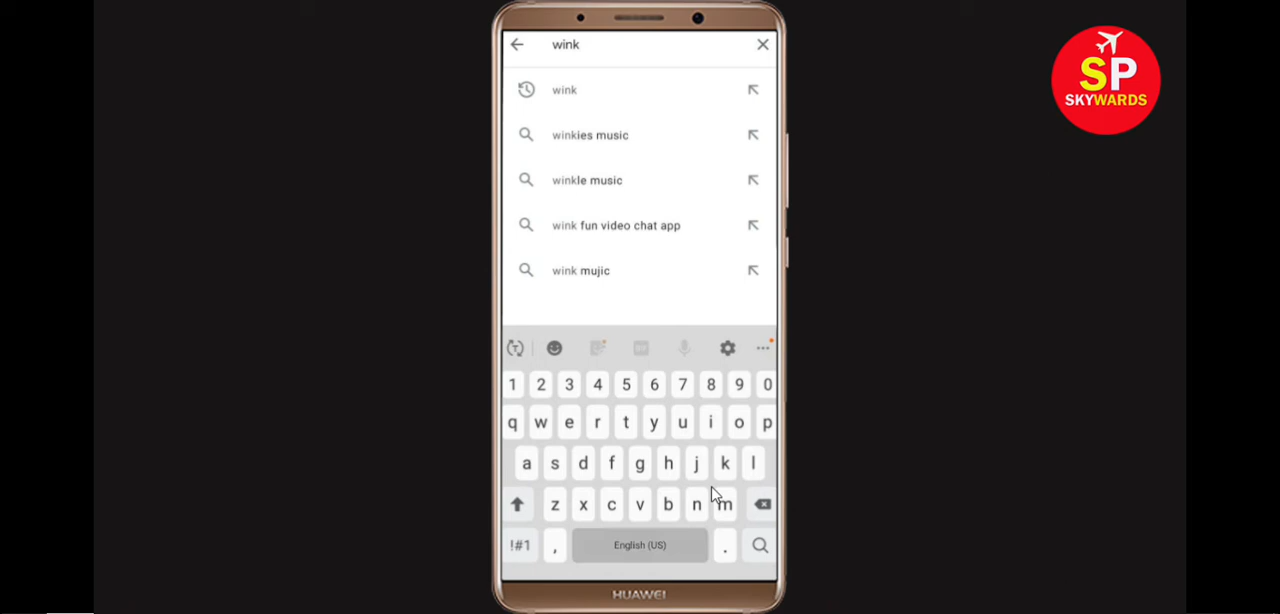 wink
SP
SKYWARDS
wink
winkies music
winkle music
wink fun video chat app
wink mujic
1 2 3 4 5 6 7 8 9 0
q w e r t y u i o p
a s d f g h j k l
z x c v b n m
!#1 , English (US) .
HUAWEI